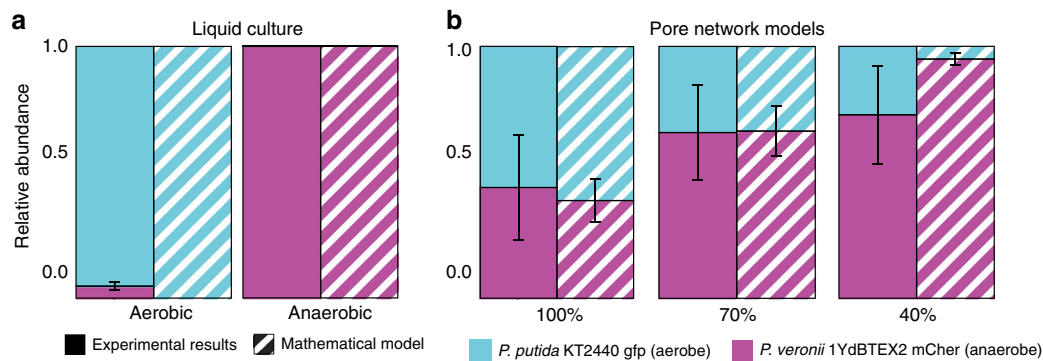 a
Liquid culture
1.0
0.5
0.0
Relative abundance
Aerobic
Anaerobic
Experimental results
Mathematical model
b
Pore network models
1.0
0.5
0.0
100%
70%
40%
P. putida KT2440 gfp (aerobe)
P. veronii 1YdBTEX2 mCher (anaerobe)